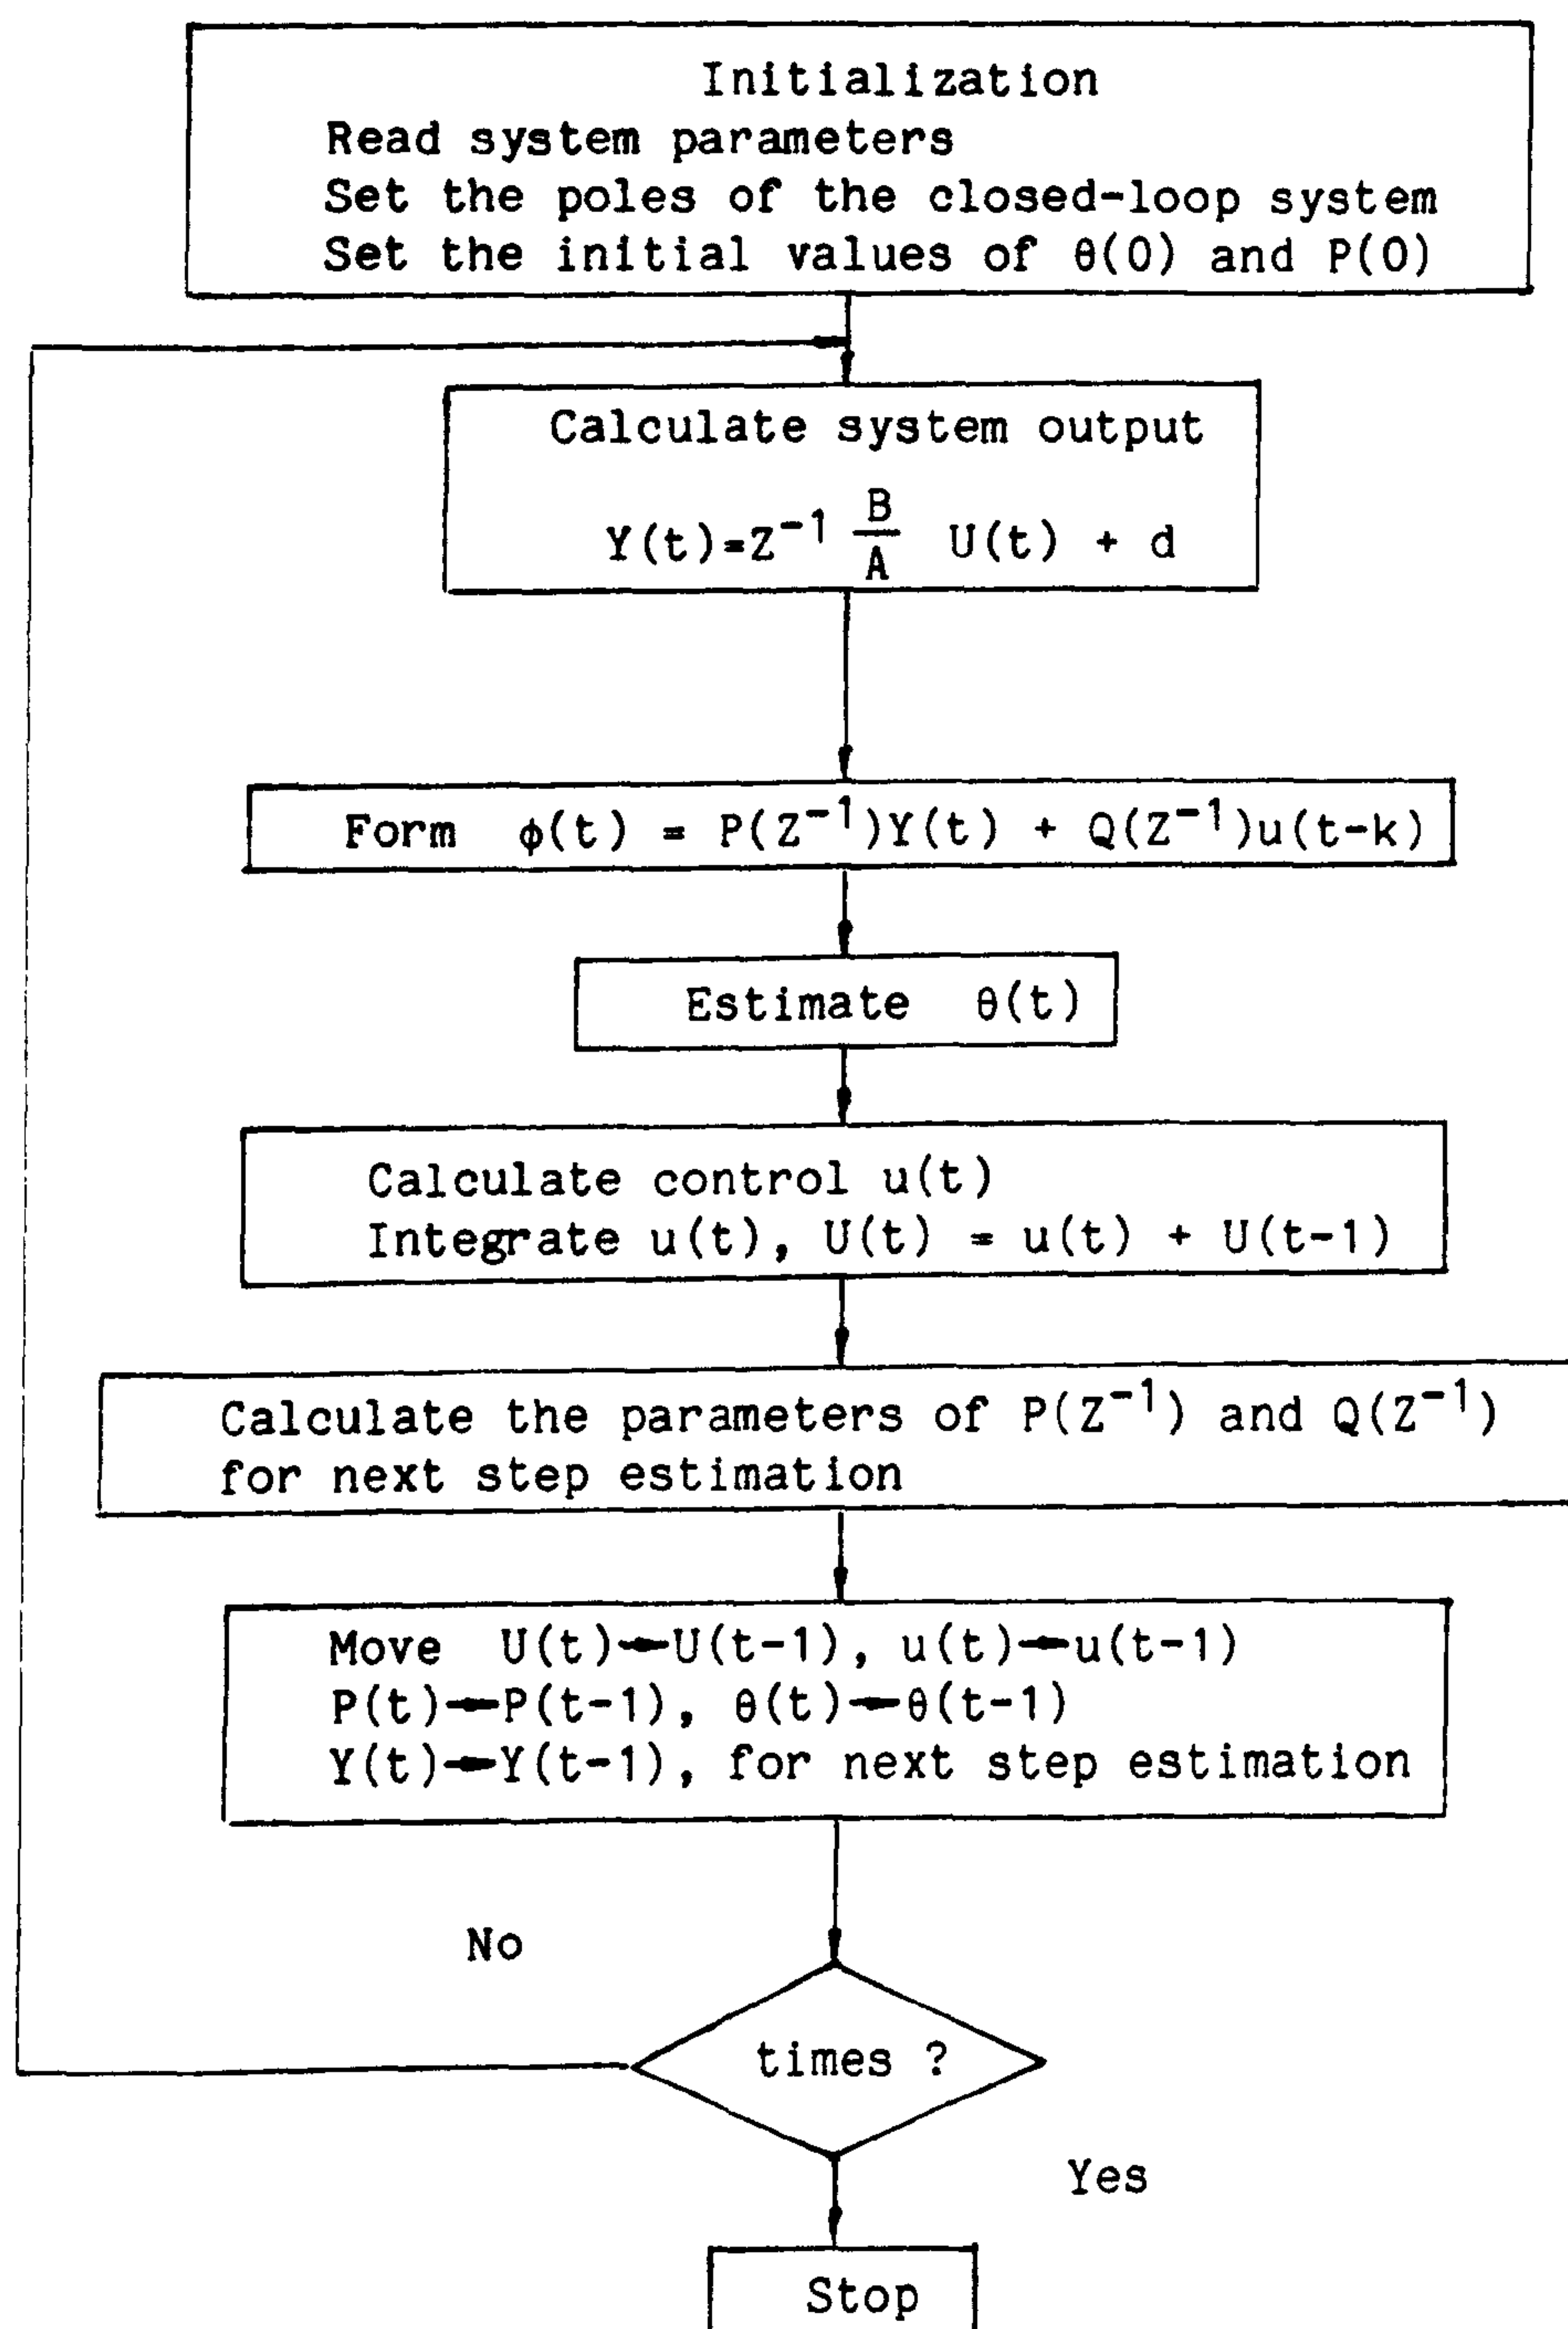 Initialization
Read system parameters
Set the poles of the closed-loop system
Set the initial values of θ(0) and P(0)
Calculate system output
Y(t)=Z⁻¹ B/A U(t) + d
Form φ(t) = P(Z⁻¹)Y(t) + Q(Z⁻¹)u(t-k)
Estimate θ(t)
Calculate control u(t)
Integrate u(t), U(t) = u(t) + U(t-1)
Calculate the parameters of P(Z⁻¹) and Q(Z⁻¹)
for next step estimation
Move U(t)→U(t-1), u(t)→u(t-1)
P(t)→P(t-1), θ(t)→θ(t-1)
Y(t)→Y(t-1), for next step estimation
No
times ?
Yes
Stop